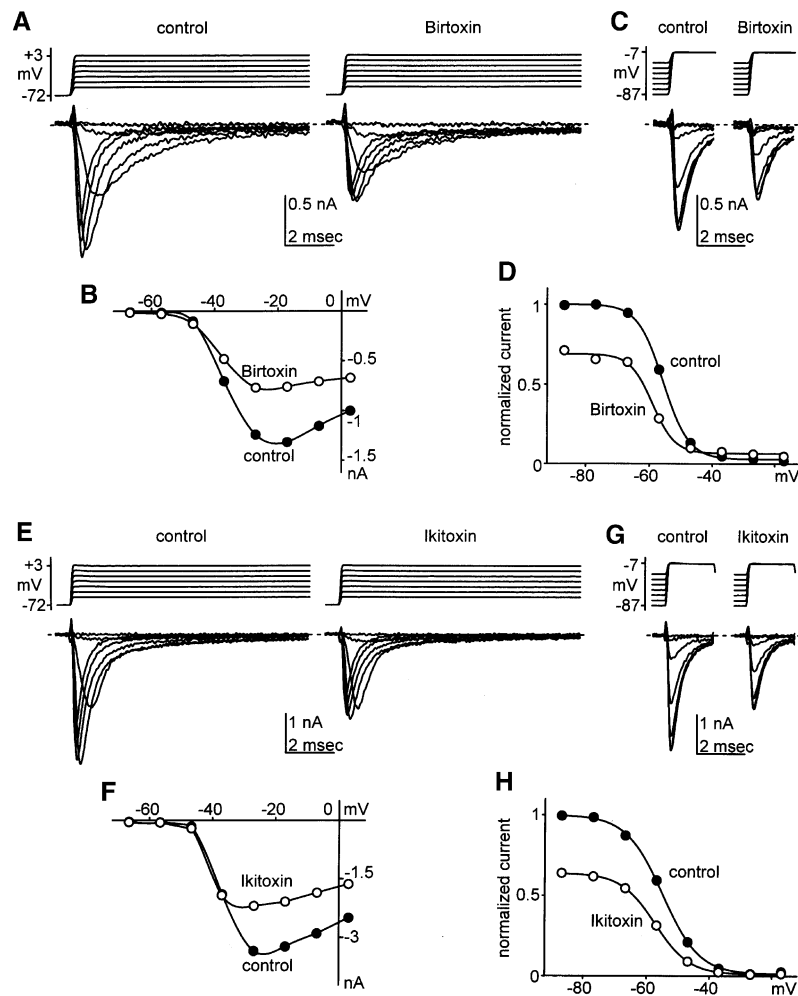 A
control
Birtoxin
+3
mV
-72
0.5 nA
2 msec
C
control
Birtoxin
-7
mV
-87
0.5 nA
2 msec
B
-60
-40
-20
0
mV
-0.5
-1
-1.5
nA
Birtoxin
control
D
normalized current
1
0.5
0
control
Birtoxin
-80
-60
-40
mV
E
control
Ikitoxin
+3
mV
-72
1 nA
2 msec
G
control
Ikitoxin
-7
mV
-87
1 nA
2 msec
F
-60
-40
-20
0
mV
-1.5
-3
nA
Ikitoxin
control
H
normalized current
1
0.5
0
control
Ikitoxin
-80
-60
-40
mV